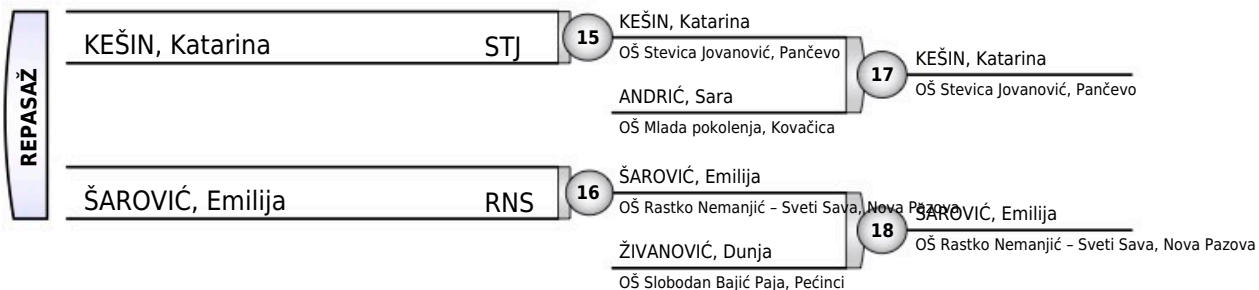 REPASAŽ
KEŠIN, Katarina STJ
15
KEŠIN, Katarina
OŠ Stevica Jovanović, Pančevo
ANDRIĆ, Sara
OŠ Mlada pokolenja, Kovačica
17
KEŠIN, Katarina
OŠ Stevica Jovanović, Pančevo
ŠAROVIĆ, Emilija RNS
16
ŠAROVIĆ, Emilija
OŠ Rastko Nemanjić – Sveti Sava, Nova Pazova
ŽIVANOVIĆ, Dunja
OŠ Slobodan Bajić Paja, Pećinci
18
ŠAROVIĆ, Emilija
OŠ Rastko Nemanjić – Sveti Sava, Nova Pazova